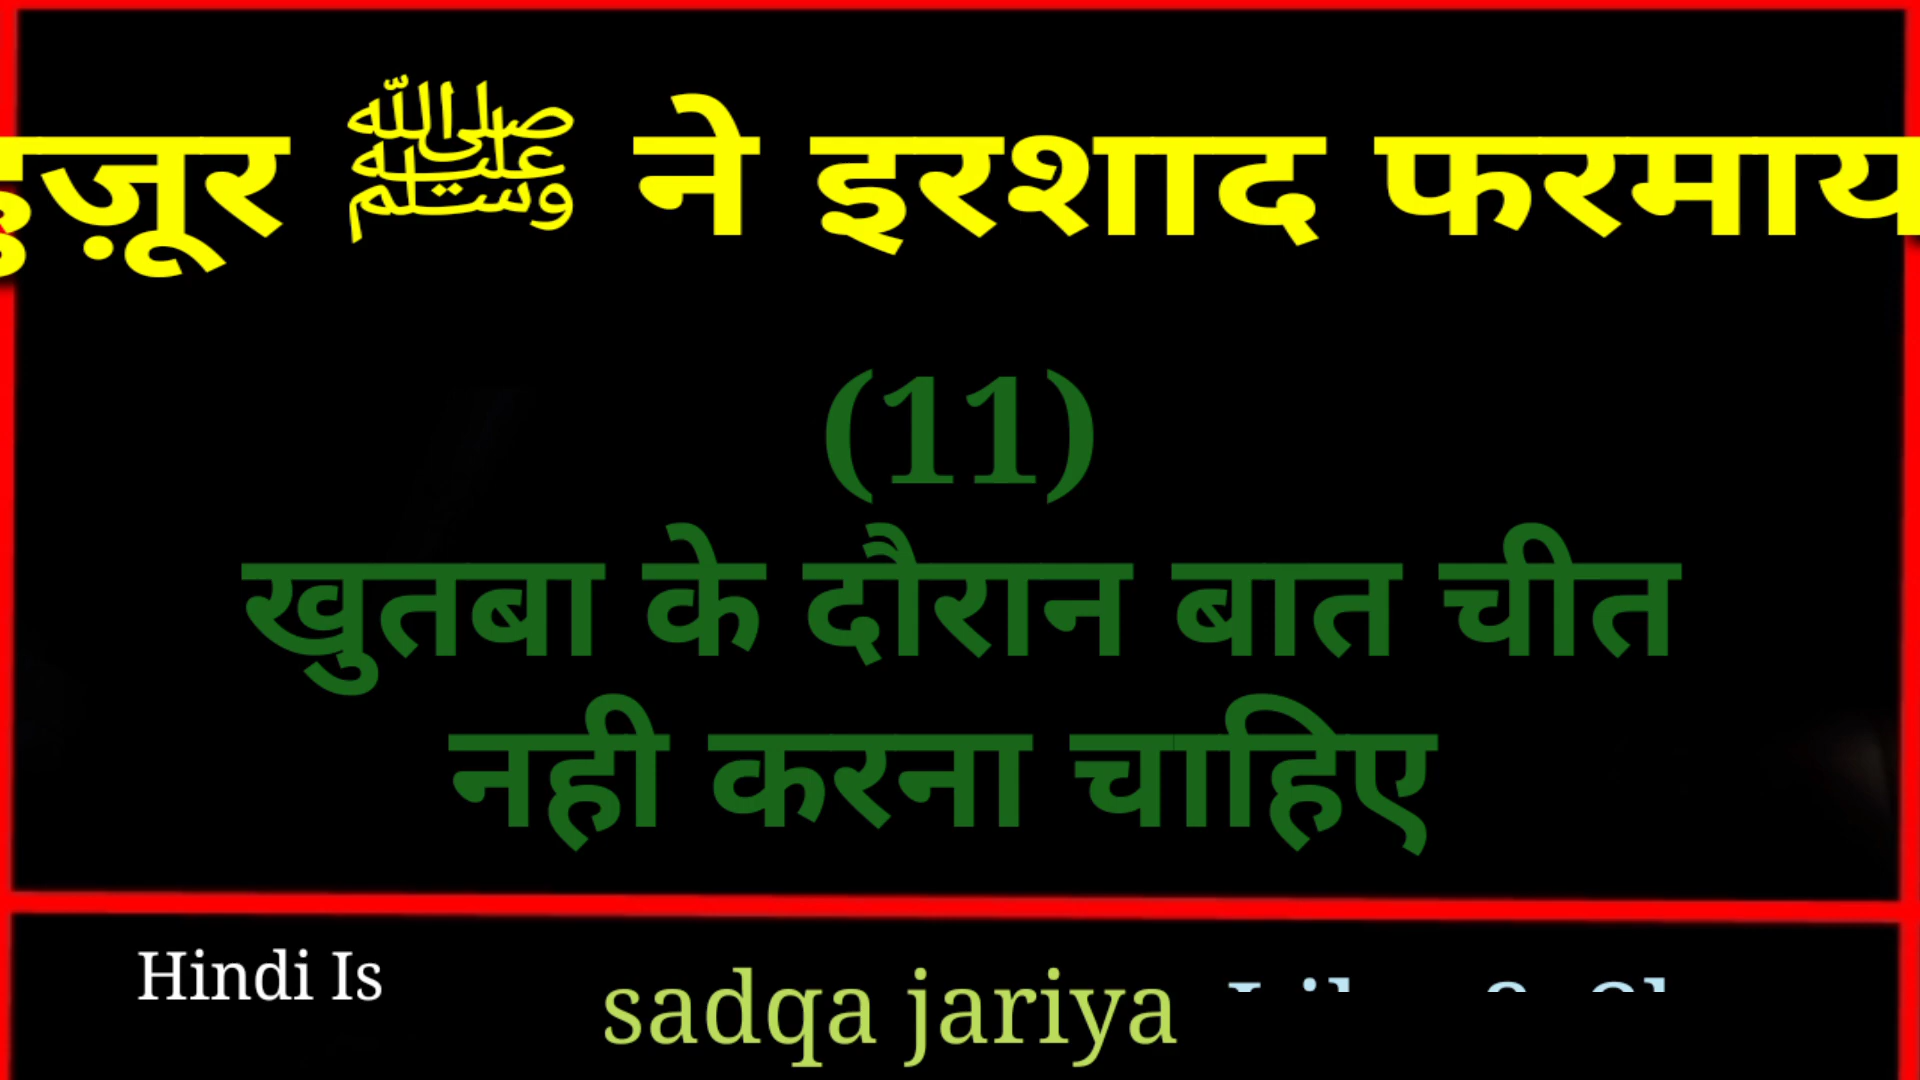 हुज़ूर ﷺ ने इरशाद फरमाय
(11)
खुतबा के दौरान बात चीत
नही करना चाहिए
Hindi Is
sadqa jariya